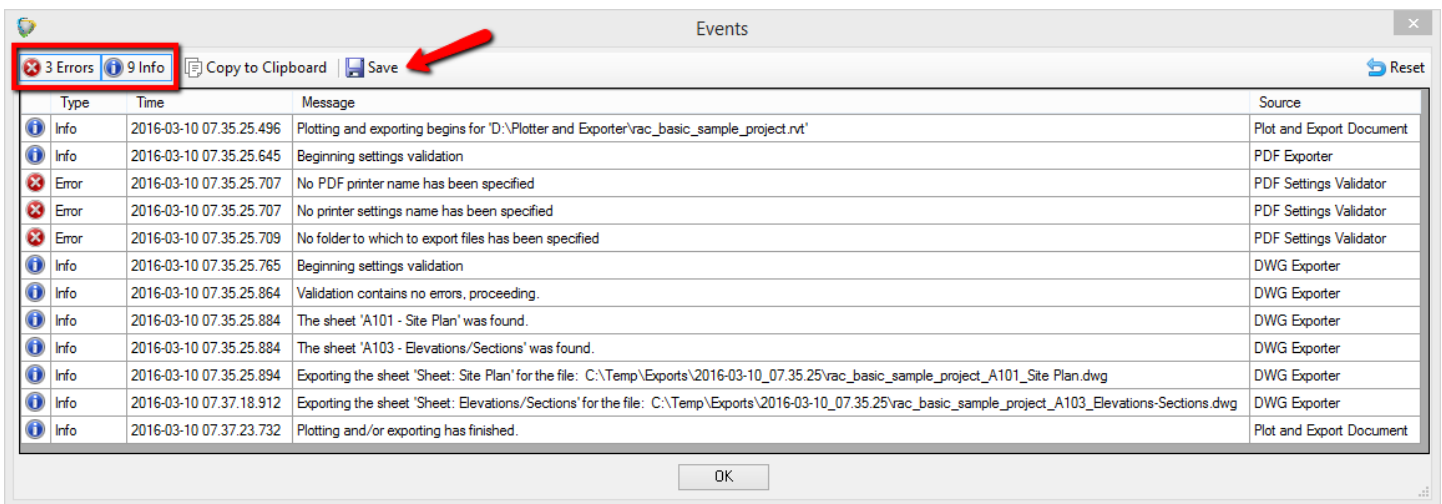 Events
3 Errors 9 Info Copy to Clipboard Save Reset
Type Time Message Source
Info 2016-03-10 07.35.25.496 Plotting and exporting begins for 'D:\Plotter and Exporter\rac_basic_sample_project.rvt' Plot and Export Document
Info 2016-03-10 07.35.25.645 Beginning settings validation PDF Exporter
Error 2016-03-10 07.35.25.707 No PDF printer name has been specified PDF Settings Validator
Error 2016-03-10 07.35.25.707 No printer settings name has been specified PDF Settings Validator
Error 2016-03-10 07.35.25.709 No folder to which to export files has been specified PDF Settings Validator
Info 2016-03-10 07.35.25.765 Beginning settings validation DWG Exporter
Info 2016-03-10 07.35.25.864 Validation contains no errors, proceeding. DWG Exporter
Info 2016-03-10 07.35.25.884 The sheet 'A101 - Site Plan' was found. DWG Exporter
Info 2016-03-10 07.35.25.884 The sheet 'A103 - Elevations/Sections' was found. DWG Exporter
Info 2016-03-10 07.35.25.894 Exporting the sheet 'Sheet: Site Plan' for the file: C:\Temp\Exports\2016-03-10_07.35.25\rac_basic_sample_project_A101_Site Plan.dwg DWG Exporter
Info 2016-03-10 07.37.18.912 Exporting the sheet 'Sheet: Elevations/Sections' for the file: C:\Temp\Exports\2016-03-10_07.35.25\rac_basic_sample_project_A103_Elevations-Sections.dwg DWG Exporter
Info 2016-03-10 07.37.23.732 Plotting and/or exporting has finished. Plot and Export Document
OK